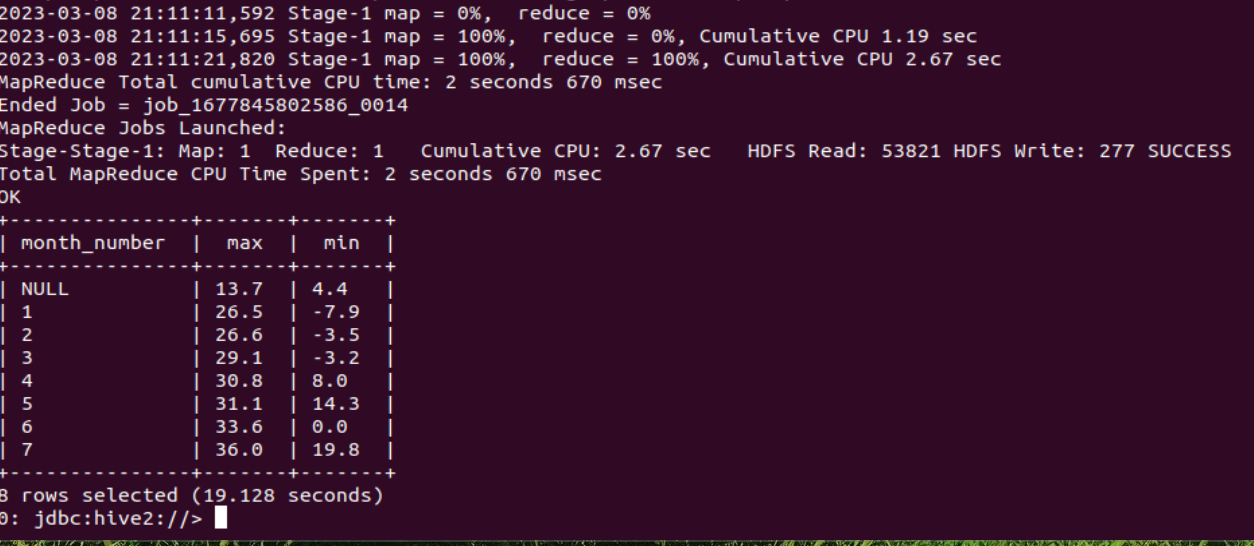 2023-03-08 21:11:11,592 Stage-1 map = 0%,  reduce = 0%
2023-03-08 21:11:15,695 Stage-1 map = 100%,  reduce = 0%, Cumulative CPU 1.19 sec
2023-03-08 21:11:21,820 Stage-1 map = 100%,  reduce = 100%, Cumulative CPU 2.67 sec
MapReduce Total cumulative CPU time: 2 seconds 670 msec
Ended Job = job_1677845802586_0014
MapReduce Jobs Launched:
Stage-Stage-1: Map: 1  Reduce: 1   Cumulative CPU: 2.67 sec   HDFS Read: 53821 HDFS Write: 277 SUCCESS
Total MapReduce CPU Time Spent: 2 seconds 670 msec
OK
+---------------+-------+-------+
| month_number  |  max  |  min  |
+---------------+-------+-------+
| NULL          | 13.7  | 4.4   |
| 1             | 26.5  | -7.9  |
| 2             | 26.6  | -3.5  |
| 3             | 29.1  | -3.2  |
| 4             | 30.8  | 8.0   |
| 5             | 31.1  | 14.3  |
| 6             | 33.6  | 0.0   |
| 7             | 36.0  | 19.8  |
+---------------+-------+-------+
8 rows selected (19.128 seconds)
0: jdbc:hive2://>